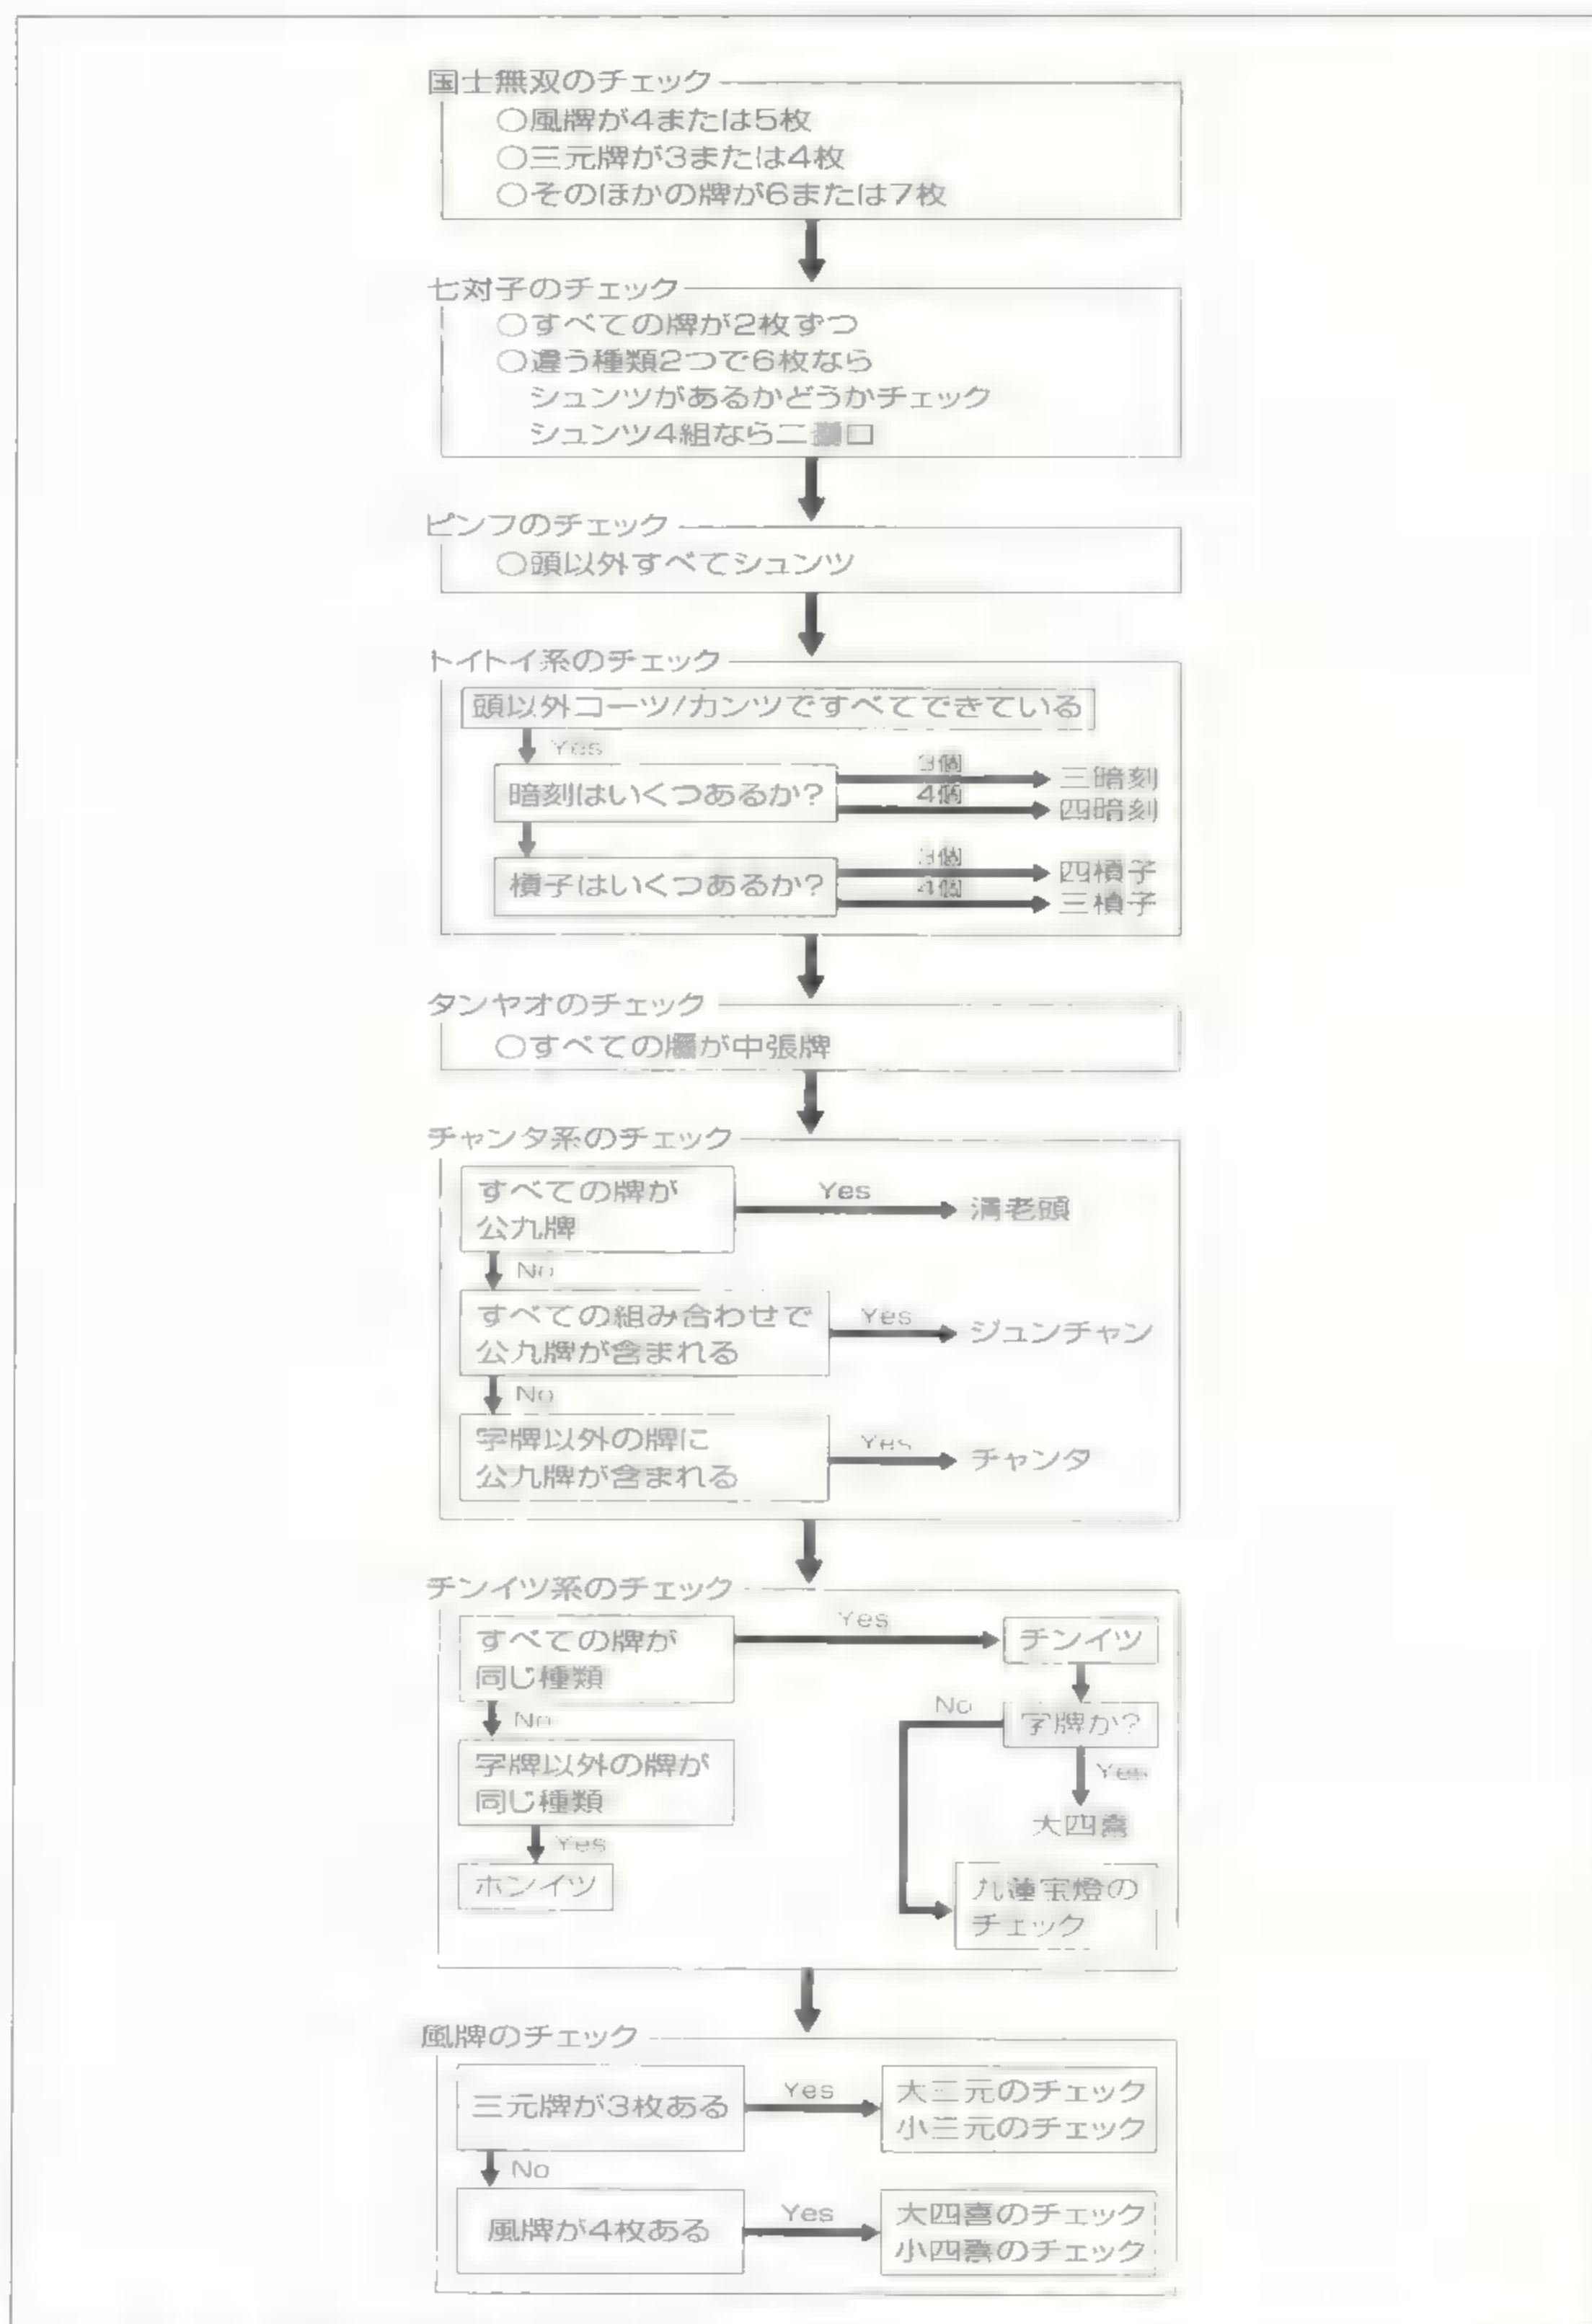 国士無双のチェック
○風牌が4または5枚
○三元牌が3または4枚
○そのほかの牌が6または7枚
七対子のチェック
○すべての牌が2枚ずつ
○違う種類2つで6枚なら
シュンツがあるかどうかチェック
シュンツ4組なら二 口
ピンフのチェック
○頭以外すべてシュンツ
トイトイ系のチェック
頭以外コーツ/カンツですべてできている
Yes
暗刻はいくつあるか?
3個
三暗刻
4個
四暗刻
槓子はいくつあるか?
3個
四槓子
4個
三槓子
タンヤオのチェック
○すべての牌が中張牌
チャンタ系のチェック
すべての牌が
公九牌
Yes
清老頭
No
すべての組み合わせで
公九牌が含まれる
Yes
ジュンチャン
No
字牌以外の牌に
公九牌が含まれる
Yes
チャンタ
チンイツ系のチェック
すべての牌が
同じ種類
Yes
チンイツ
No
字牌か?
No
字牌以外の牌が
同じ種類
Yes
大四喜
Yes
ホンイツ
九蓮宝燈の
チェック
風牌のチェック
三元牌が3枚ある
Yes
大三元のチェック
小三元のチェック
No
風牌が4枚ある
Yes
大四喜のチェック
小四喜のチェック